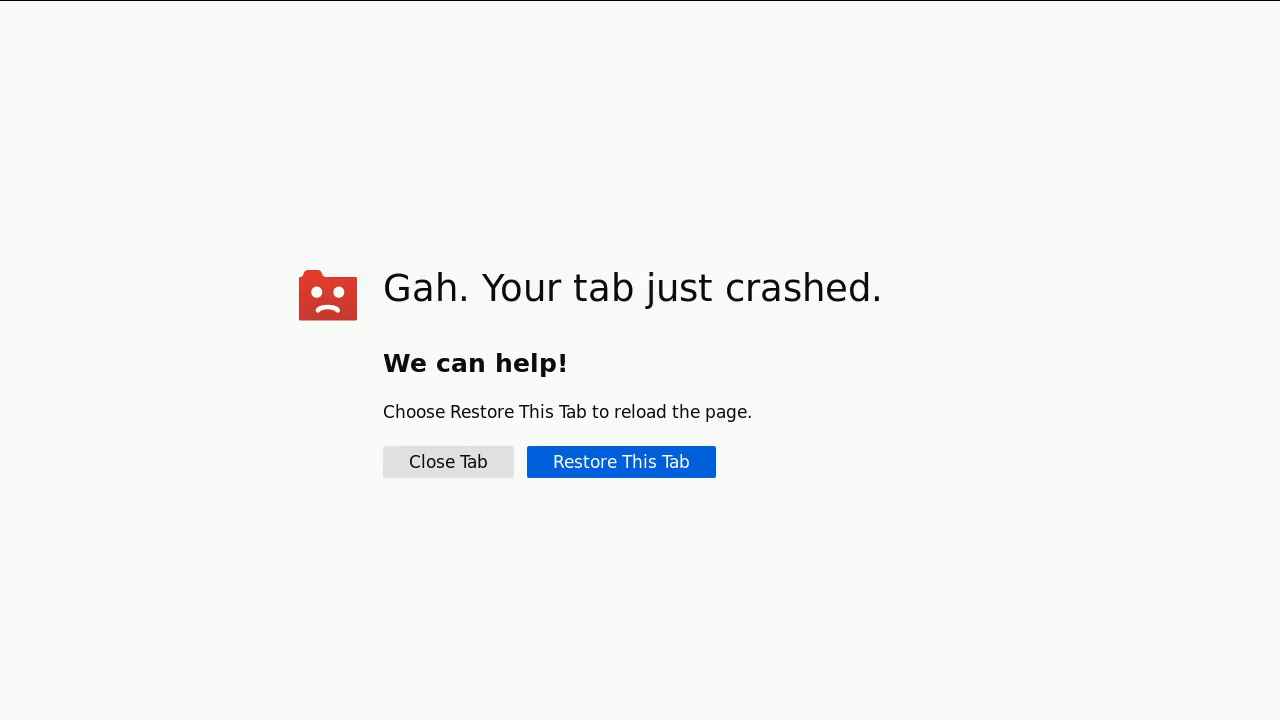 Gah. Your tab just crashed.
We can help!
Choose Restore This Tab to reload the page.
Close Tab
Restore This Tab